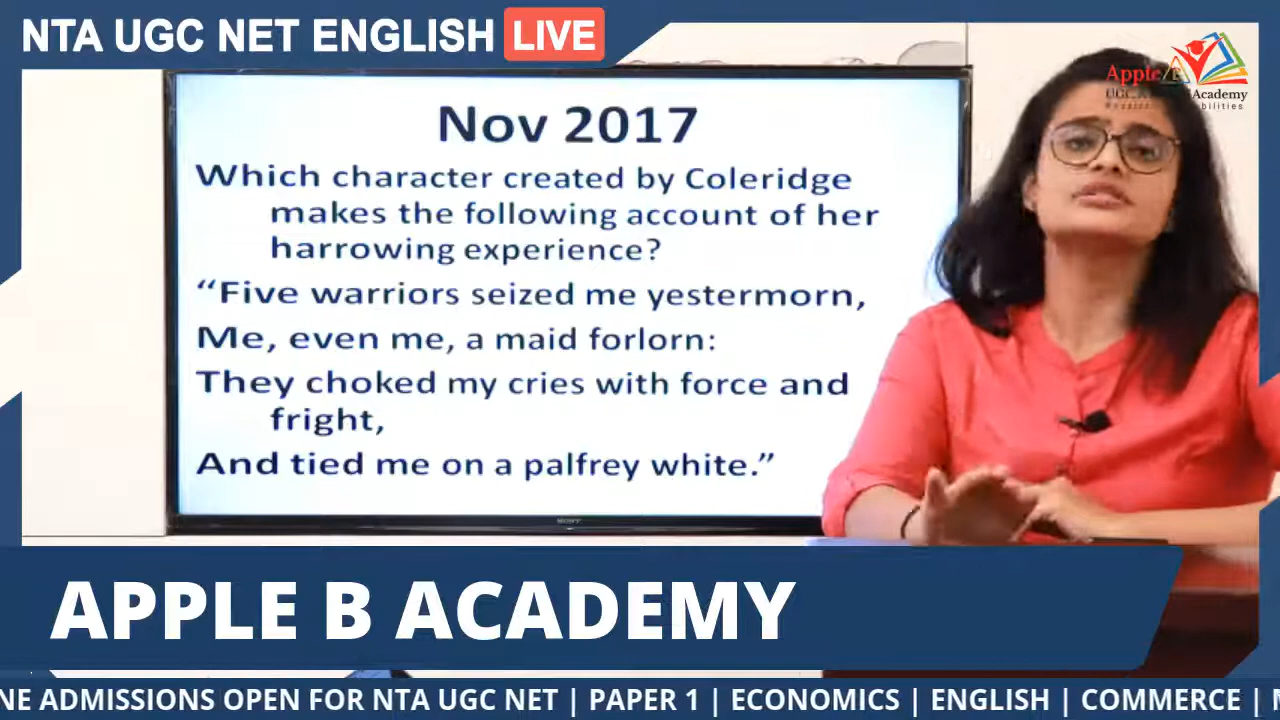 NTA UGC NET ENGLISH LIVE
Apple B
UGC Academy
Nov 2017
Which character created by Coleridge
makes the following account of her
harrowing experience?
“Five warriors seized me yestermorn,
Me, even me, a maid forlorn:
They choked my cries with force and
fright,
And tied me on a palfrey white.”
SONY
APPLE B ACADEMY
NE ADMISSIONS OPEN FOR NTA UGC NET | PAPER 1 | ECONOMICS | ENGLISH | COMMERCE | N